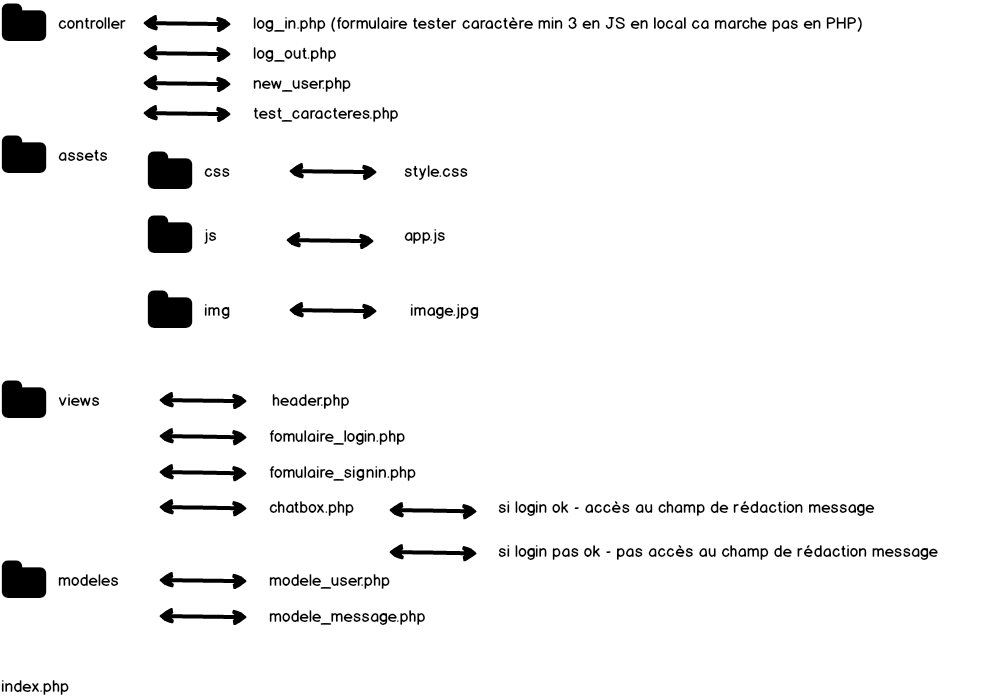 controller log_in.php (formulaire tester caractère min 3 en JS en local ca marche pas en PHP)
log_out.php
new_user.php
test_caracteres.php
assets
css style.css
js app.js
img image.jpg
views header.php
fomulaire_login.php
fomulaire_signin.php
chatbox.php si login ok - accès au champ de rédaction message
si login pas ok - pas accès au champ de rédaction message
modeles modele_user.php
modele_message.php
index.php